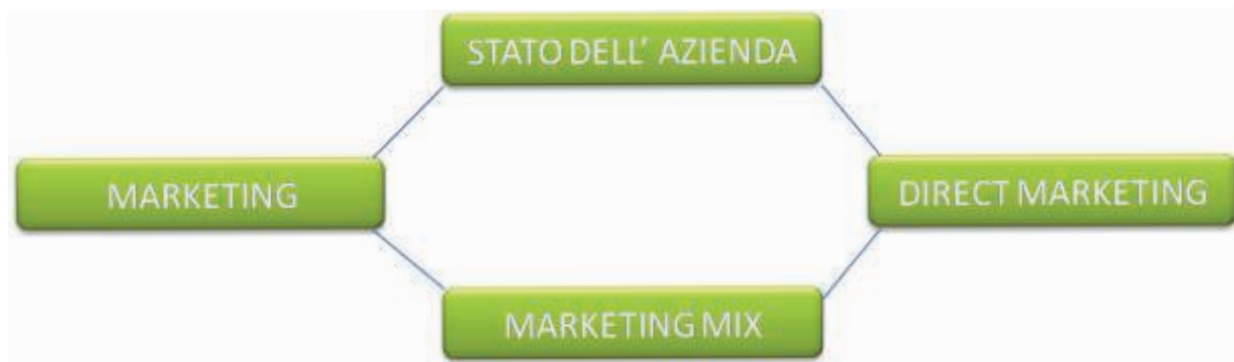 STATO DELL' AZIENDA
MARKETING
DIRECT MARKETING
MARKETING MIX